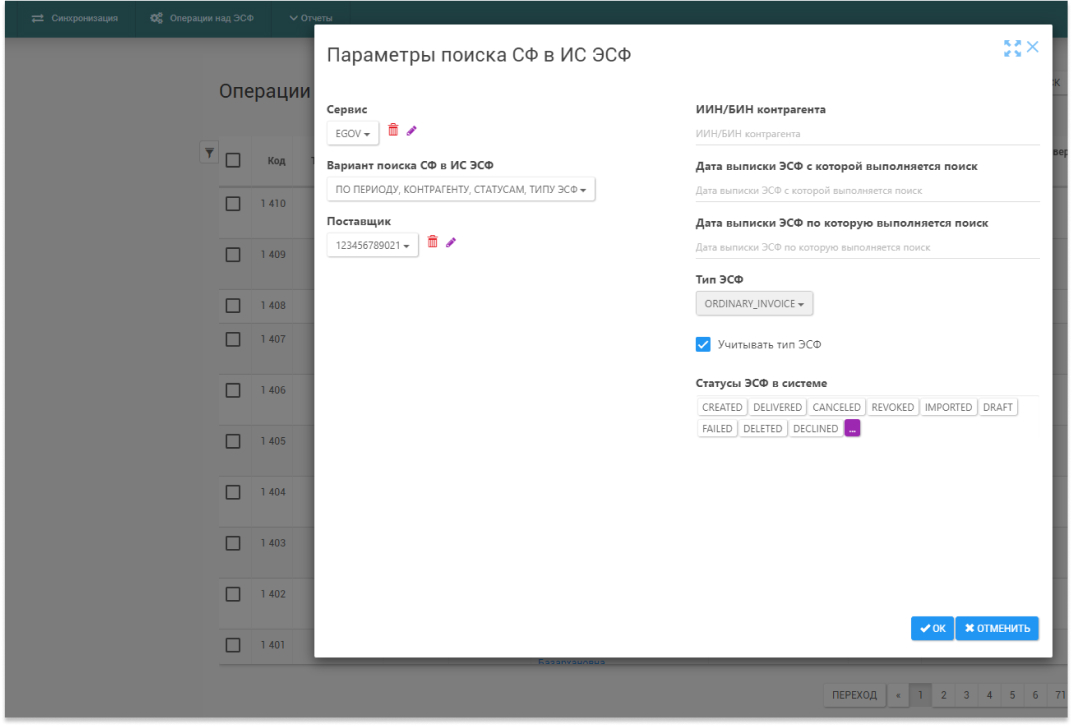 Синхронизация
Операции над ЭСФ
Отчеты
Параметры поиска СФ в ИС ЭСФ
Операции
Код
1 410
1 409
1 408
1 407
1 406
1 405
1 404
1 403
1 402
1 401
Сервис
EGOV
Вариант поиска СФ в ИС ЭСФ
ПО ПЕРИОДУ, КОНТРАГЕНТУ, СТАТУСАМ, ТИПУ ЭСФ
Поставщик
123456789021
ИИН/БИН контрагента
ИИН/БИН контрагента
Дата выписки ЭСФ с которой выполняется поиск
Дата выписки ЭСФ с которой выполняется поиск
Дата выписки ЭСФ по которую выполняется поиск
Дата выписки ЭСФ по которую выполняется поиск
Тип ЭСФ
ORDINARY_INVOICE
Учитывать тип ЭСФ
Статусы ЭСФ в системе
CREATED DELIVERED CANCELED REVOKED IMPORTED DRAFT
FAILED DELETED DECLINED ...
ОК ОТМЕНИТЬ
Базархановна
ПЕРЕХОД « 1 2 3 4 5 6 71